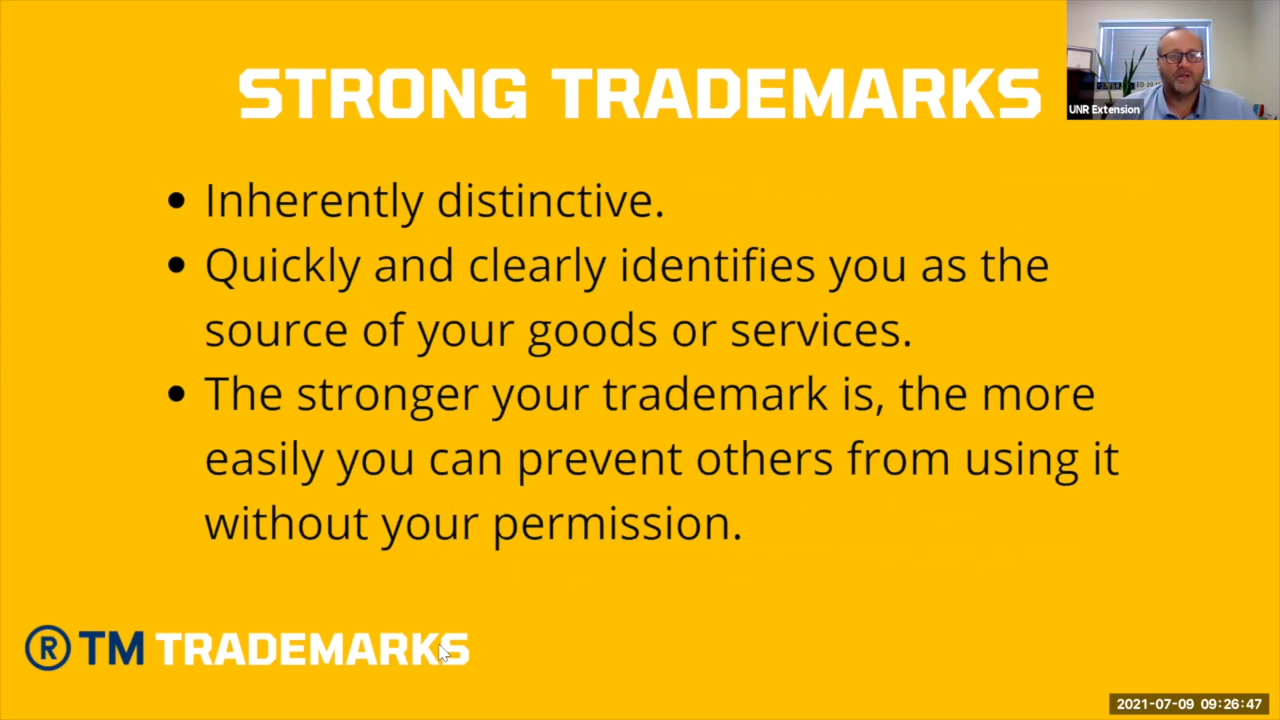 STRONG TRADEMARKS
UNR Extension
• Inherently distinctive.
• Quickly and clearly identifies you as the
source of your goods or services.
• The stronger your trademark is, the more
easily you can prevent others from using it
without your permission.
® TM TRADEMARKS
2021-07-09 09:26:47